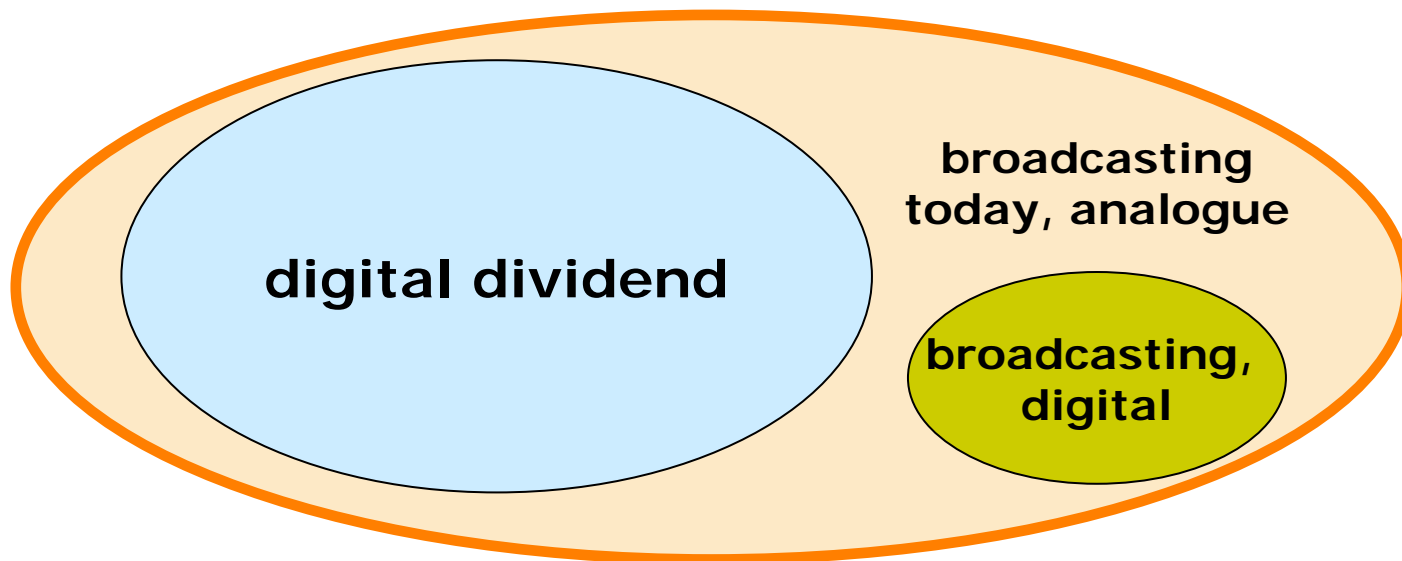 broadcasting
today, analogue
digital dividend
broadcasting,
digital